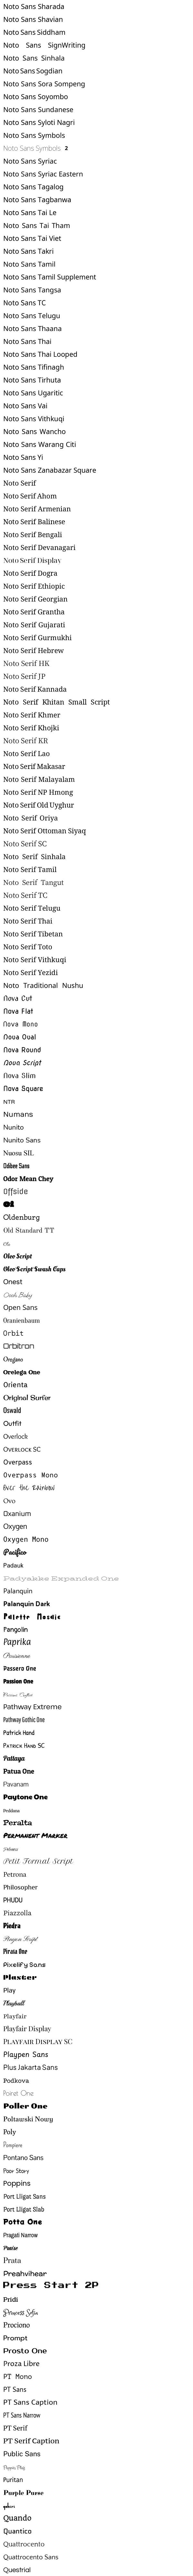 Noto Sans Sharada
Noto Sans Shavian
Noto Sans Siddham
Noto Sans SignWriting
Noto Sans Sinhala
Noto Sans Sogdian
Noto Sans Sora Sompeng
Noto Sans Soyombo
Noto Sans Sundanese
Noto Sans Syloti Nagri
Noto Sans Symbols
Noto Sans Symbols 2
Noto Sans Syriac
Noto Sans Syriac Eastern
Noto Sans Tagalog
Noto Sans Tagbanwa
Noto Sans Tai Le
Noto Sans Tai Tham
Noto Sans Tai Viet
Noto Sans Takri
Noto Sans Tamil
Noto Sans Tamil Supplement
Noto Sans Tangsa
Noto Sans TC
Noto Sans Telugu
Noto Sans Thaana
Noto Sans Thai
Noto Sans Thai Looped
Noto Sans Tifinagh
Noto Sans Tirhuta
Noto Sans Ugaritic
Noto Sans Vai
Noto Sans Vithkuqi
Noto Sans Wancho
Noto Sans Warang Citi
Noto Sans Yi
Noto Sans Zanabazar Square
Noto Serif
Noto Serif Ahom
Noto Serif Armenian
Noto Serif Balinese
Noto Serif Bengali
Noto Serif Devanagari
Noto Serif Display
Noto Serif Dogra
Noto Serif Ethiopic
Noto Serif Georgian
Noto Serif Grantha
Noto Serif Gujarati
Noto Serif Gurmukhi
Noto Serif Hebrew
Noto Serif HK
Noto Serif JP
Noto Serif Kannada
Noto Serif Khitan Small Script
Noto Serif Khmer
Noto Serif Khojki
Noto Serif KR
Noto Serif Lao
Noto Serif Makasar
Noto Serif Malayalam
Noto Serif NP Hmong
Noto Serif Old Uyghur
Noto Serif Oriya
Noto Serif Ottoman Siyaq
Noto Serif SC
Noto Serif Sinhala
Noto Serif Tamil
Noto Serif Tangut
Noto Serif TC
Noto Serif Telugu
Noto Serif Thai
Noto Serif Tibetan
Noto Serif Toto
Noto Serif Vithkuqi
Noto Serif Yezidi
Noto Traditional Nushu
Nova Cut
Nova Flat
Nova Mono
Nova Oval
Nova Round
Nova Script
Nova Slim
Nova Square
NTR
Numans
Nunito
Nunito Sans
Nuosu SIL
Odibee Sans
Odor Mean Chey
Offside
Oi
Oldenburg
Old Standard TT
Ole
Oleo Script
Oleo Script Swash Caps
Onest
Oooh Baby
Open Sans
Oranienbaum
Orbit
Orbitron
Oregano
Orelega One
Orienta
Original Surfer
Oswald
Outfit
Overlock
Overlock SC
Overpass
Overpass Mono
Over the Rainbow
Ovo
Oxanium
Oxygen
Oxygen Mono
Pacifico
Padauk
Padyakke Expanded One
Palanquin
Palanquin Dark
Palette Mosaic
Pangolin
Paprika
Parisienne
Passero One
Passion One
Passions Conflict
Pathway Extreme
Pathway Gothic One
Patrick Hand
Patrick Hand SC
Pattaya
Patua One
Pavanam
Paytone One
Peddana
Peralta
Permanent Marker
Petemoss
Petit Formal Script
Petrona
Philosopher
PHUDU
Piazzolla
Piedra
Pinyon Script
Pirata One
Pixelify Sans
Plaster
Play
Playball
Playfair
Playfair Display
Playfair Display SC
Playpen Sans
Plus Jakarta Sans
Podkova
Poiret One
Poller One
Poltawski Nowy
Poly
Pompiere
Pontano Sans
Poor Story
Poppins
Port Lligat Sans
Port Lligat Slab
Potta One
Pragati Narrow
Praise
Prata
Preahvihear
Press Start 2P
Pridi
Princess Sofia
Prociono
Prompt
Prosto One
Proza Libre
PT Mono
PT Sans
PT Sans Caption
PT Sans Narrow
PT Serif
PT Serif Caption
Public Sans
Puppies Play
Puritan
Purple Purse
Qahiri
Quando
Quantico
Quattrocento
Quattrocento Sans
Questrial